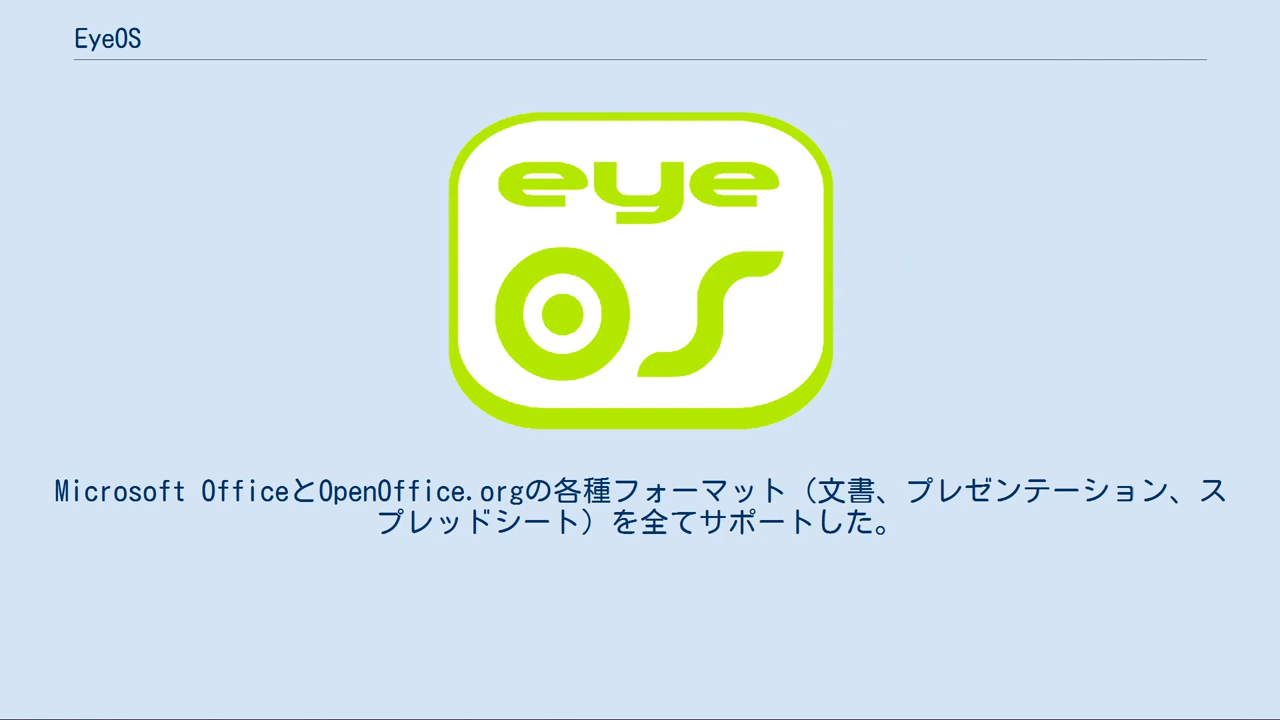 EyeOS
eye
OS
Microsoft OfficeとOpenOffice.orgの各種フォーマット（文書、プレゼンテーション、ス
プレッドシート）を全てサポートした。